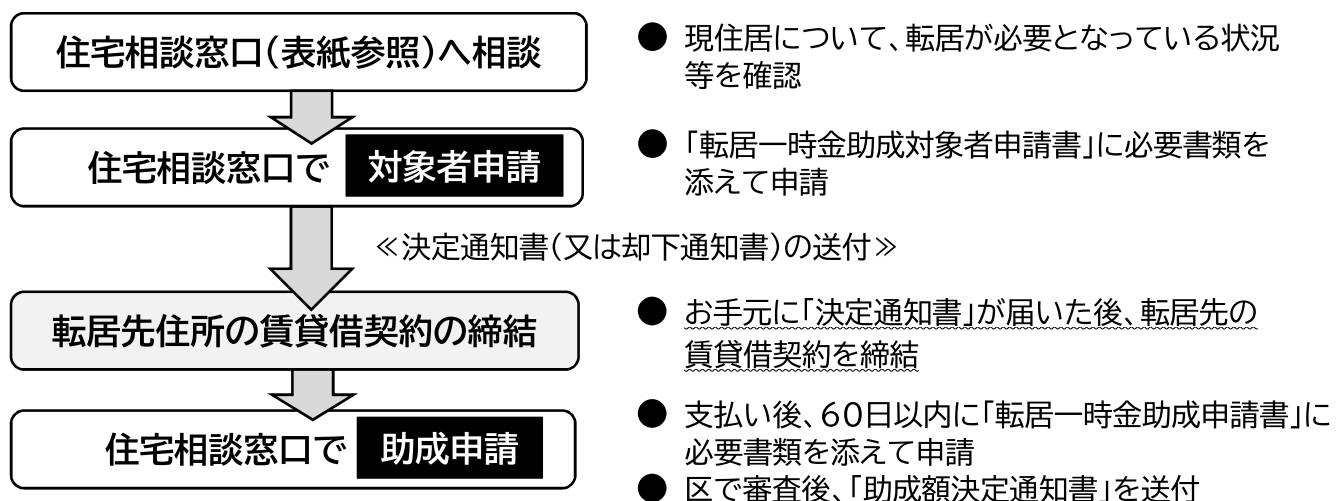 住宅相談窓口（表紙参照）へ相談
● 現住居について、転居が必要となっている状況
等を確認
住宅相談窓口で 対象者申請
● 「転居一時金助成対象者申請書」に必要書類を
添えて申請
≪決定通知書（又は却下通知書）の送付≫
転居先住所の賃貸借契約の締結
● お手元に「決定通知書」が届いた後、転居先の
賃貸借契約を締結
住宅相談窓口で 助成申請
● 支払い後、60日以内に「転居一時金助成申請書」に
必要書類を添えて申請
● 区で審査後、「助成額決定通知書」を送付